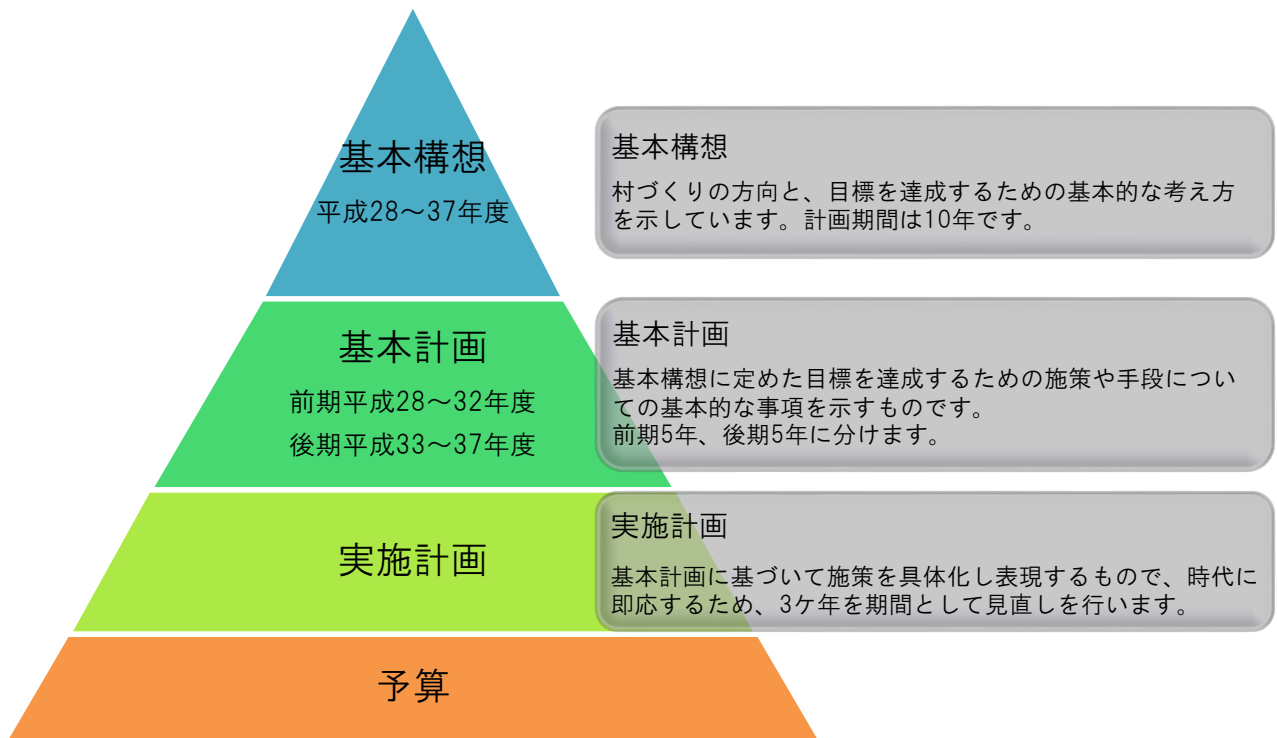 基本構想
平成28～37年度
基本構想
村づくりの方向と、目標を達成するための基本的な考え方
を示しています。計画期間は10年です。
基本計画
前期平成28～32年度
後期平成33～37年度
基本計画
基本構想に定めた目標を達成するための施策や手段につい
ての基本的な事項を示すものです。
前期5年、後期5年に分けます。
実施計画
実施計画
基本計画に基づいて施策を具体化し表現するもので、時代に
即応するため、3ケ年を期間として見直しを行います。
予算